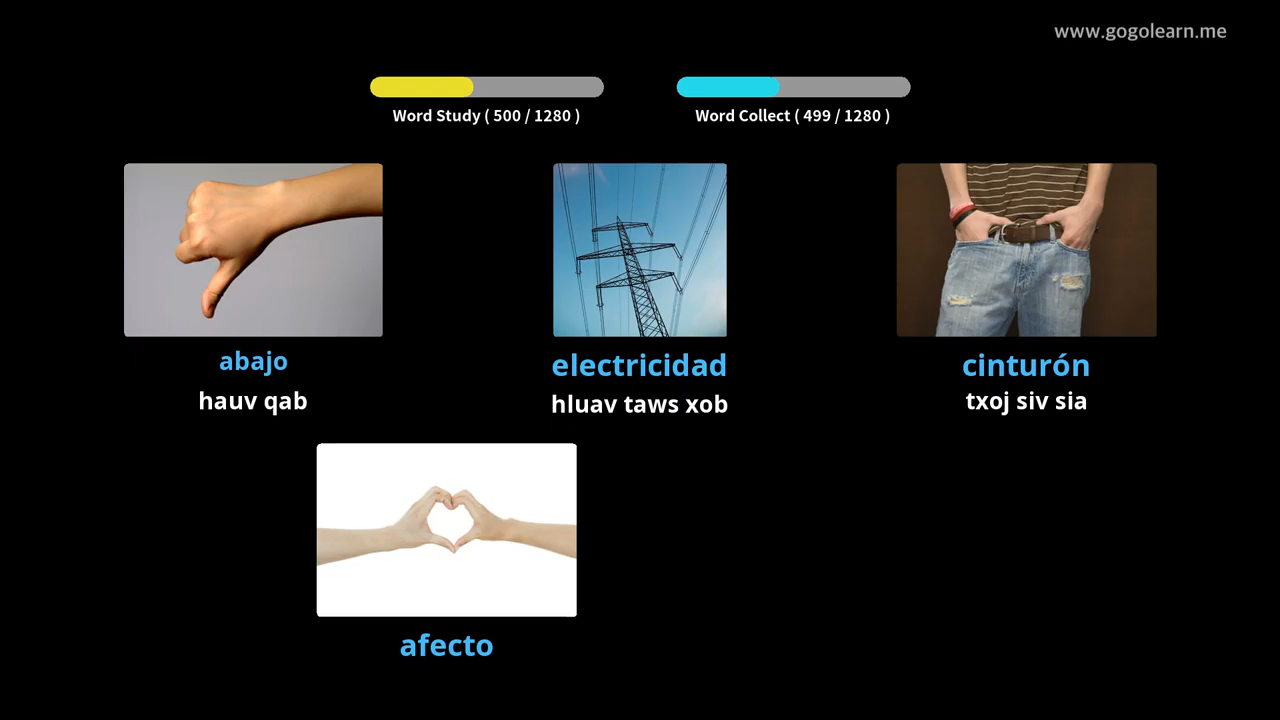 www.gogolearn.me
Word Study ( 500 / 1280 )
Word Collect ( 499 / 1280 )
abajo
hauv qab
electricidad
hluav taws xob
cinturón
txoj siv sia
afecto